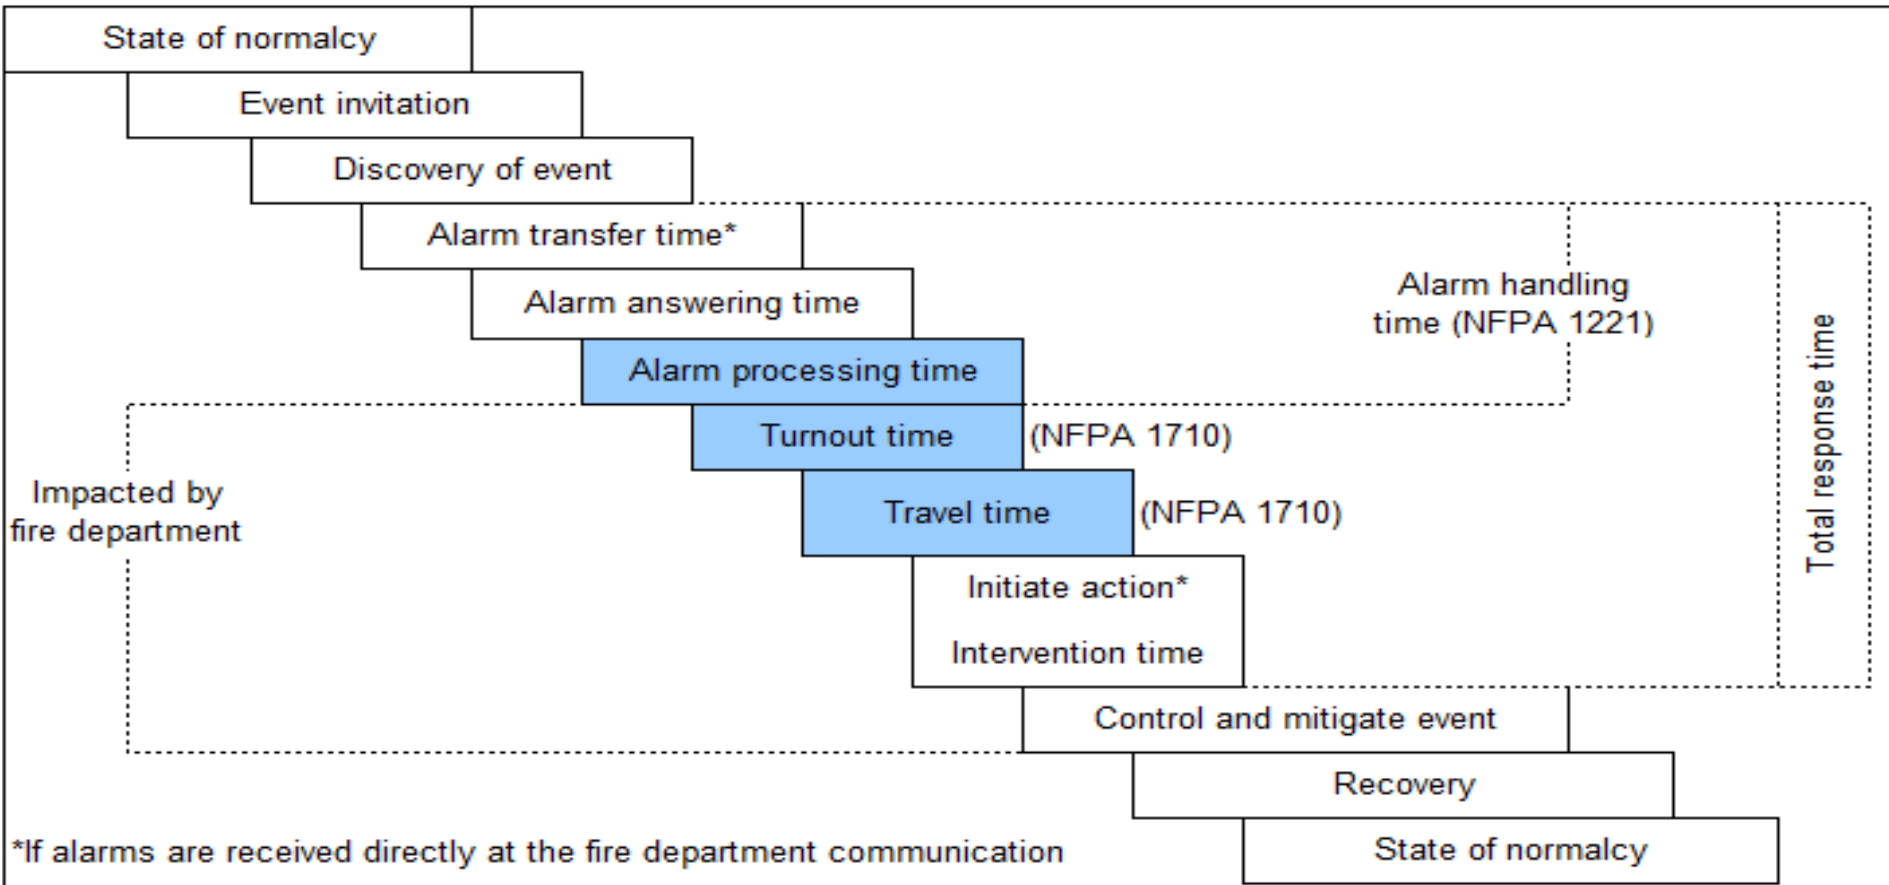 State of normalcy
Event invitation
Discovery of event
Alarm transfer time*
Alarm answering time
Alarm handling
time (NFPA 1221)
Alarm processing time
Turnout time
(NFPA 1710)
Travel time
(NFPA 1710)
Impacted by
fire department
Total response time
Initiate action*
Intervention time
Control and mitigate event
Recovery
State of normalcy
*If alarms are received directly at the fire department communication